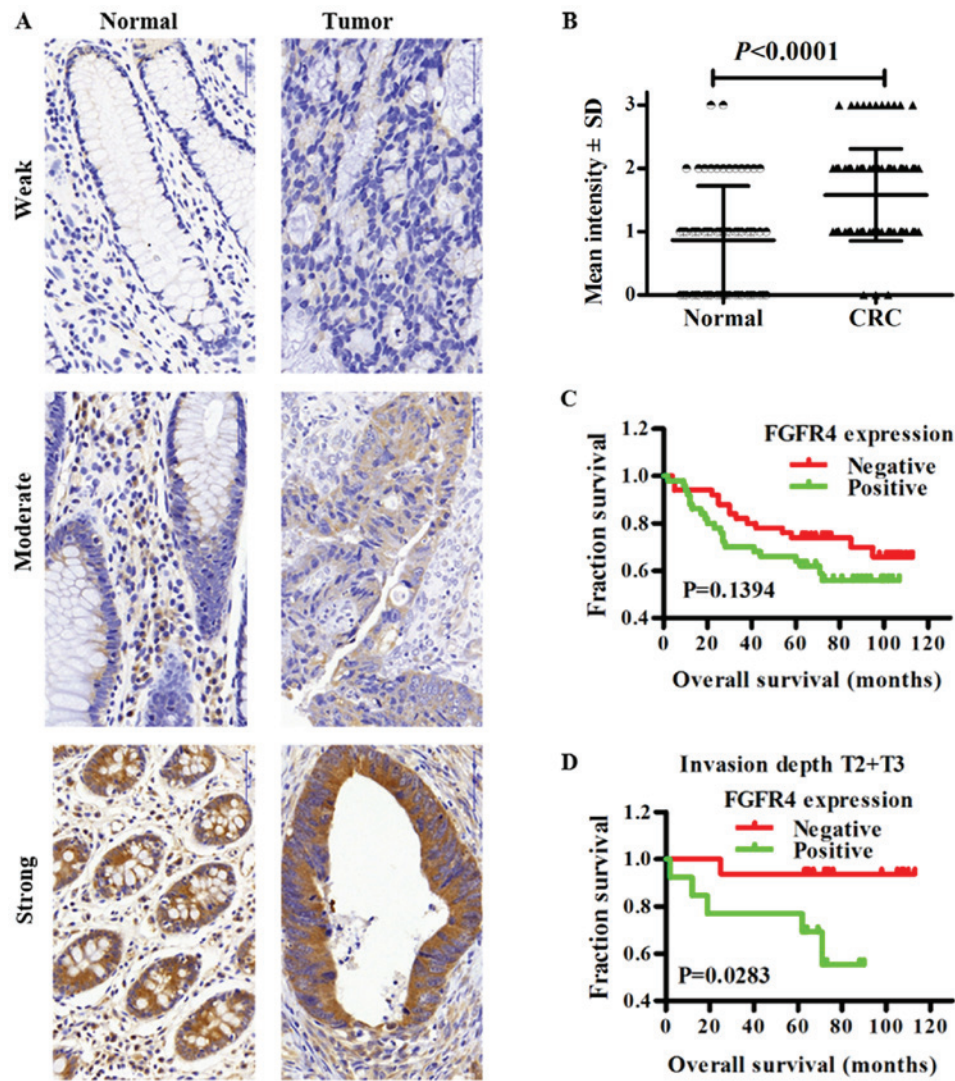 A
Normal
Tumor
Weak
Moderate
Strong
B
P<0.0001
Mean intensity ± SD
3
2
1
0
Normal
CRC
C
FGFR4 expression
Negative
Positive
Fraction survival
1.2
1.0
0.8
0.6
0.4
P=0.1394
0 20 40 60 80 100 120
Overall survival (months)
D
Invasion depth T2+T3
FGFR4 expression
Negative
Positive
Fraction survival
1.2
1.0
0.8
0.6
0.4
P=0.0283
0 20 40 60 80 100 120
Overall survival (months)